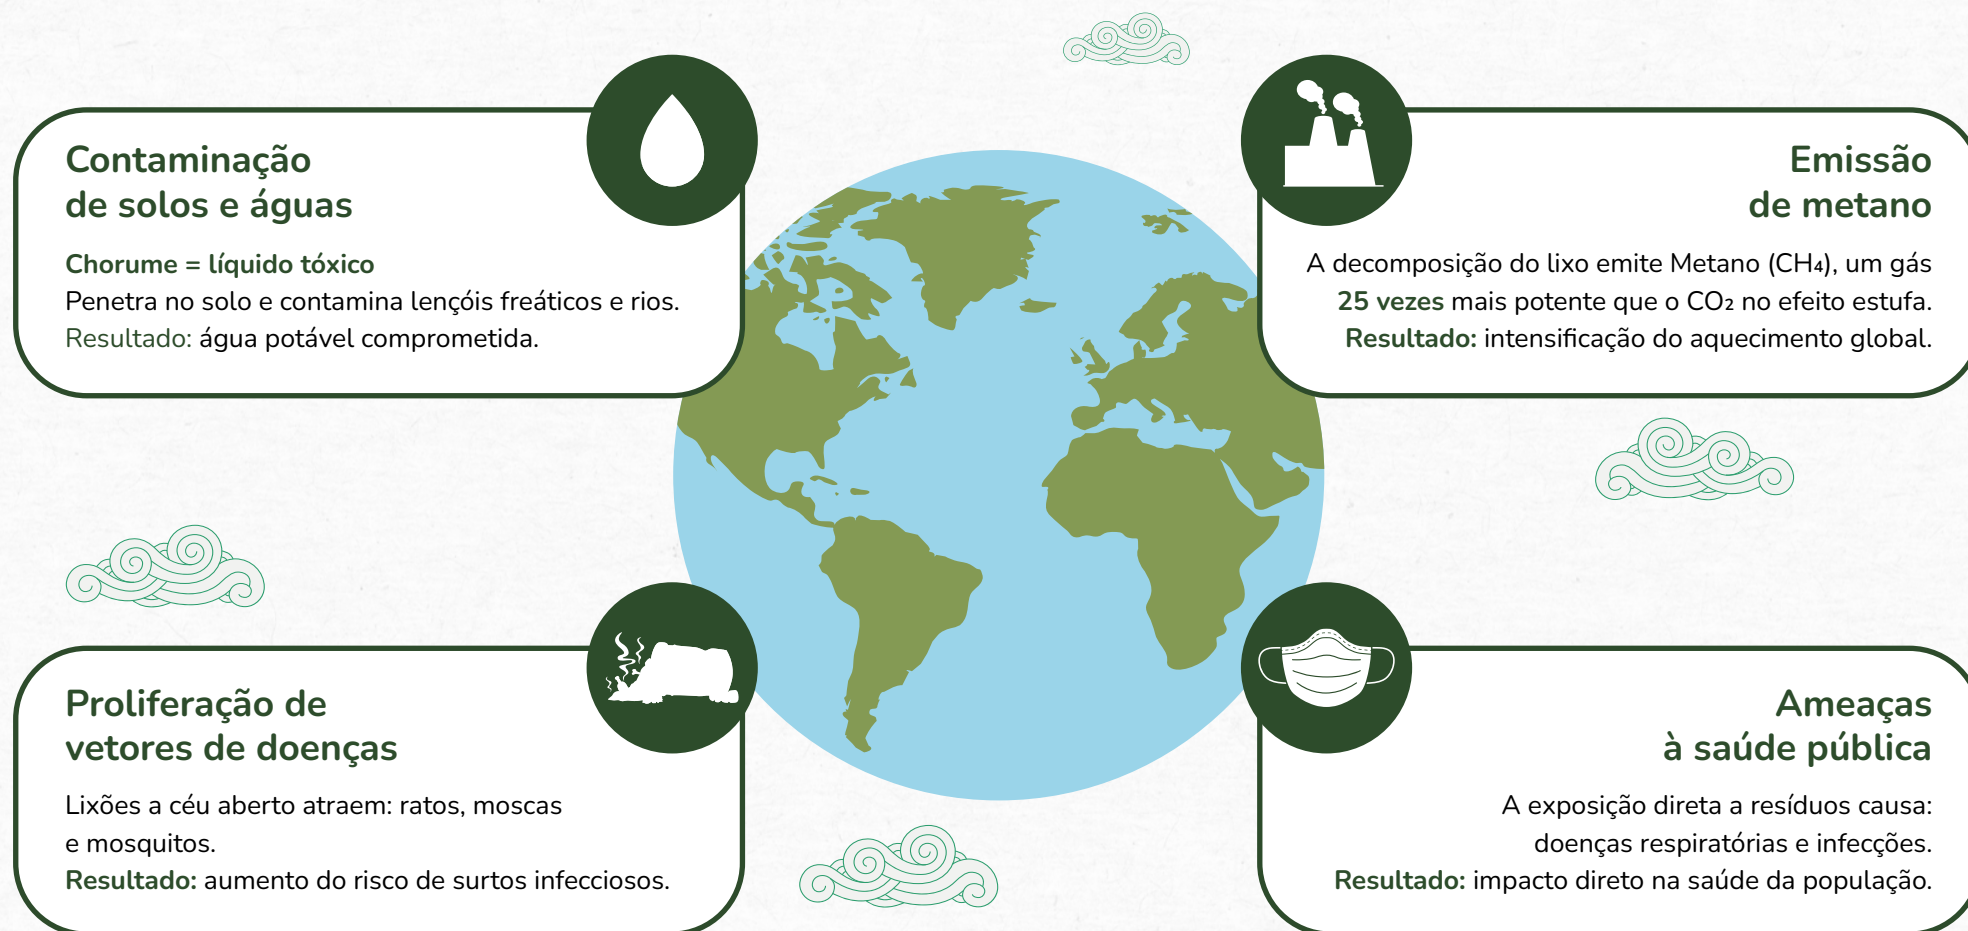 Contaminação
de solos e águas
Chorume = líquido tóxico
Penetra no solo e contamina lençóis freáticos e rios.
Resultado: água potável comprometida.
Emissão
de metano
A decomposição do lixo emite Metano (CH₄), um gás
25 vezes mais potente que o CO₂ no efeito estufa.
Resultado: intensificação do aquecimento global.
Proliferação de
vetores de doenças
Lixões a céu aberto atraem: ratos, moscas
e mosquitos.
Resultado: aumento do risco de surtos infecciosos.
Ameaças
à saúde pública
A exposição direta a resíduos causa:
doenças respiratórias e infecções.
Resultado: impacto direto na saúde da população.